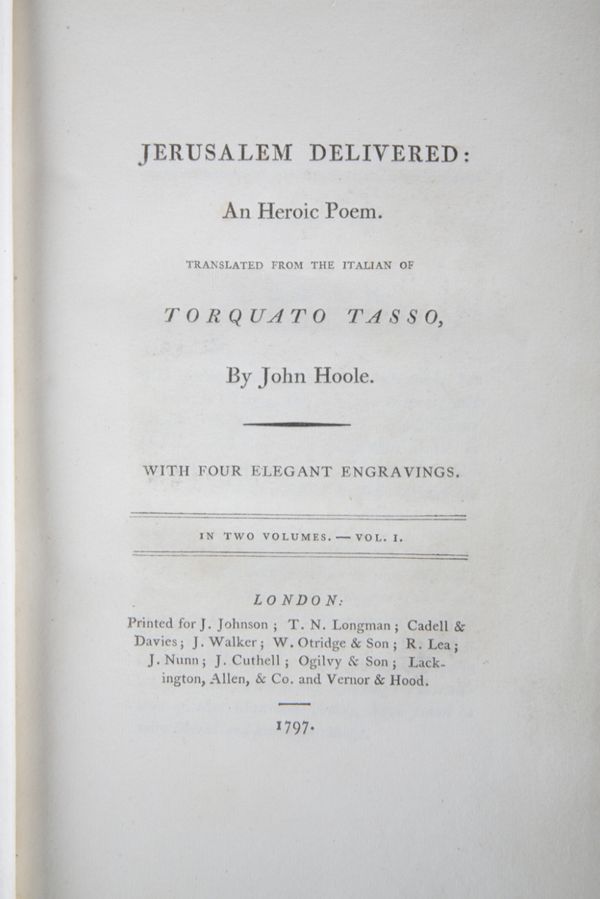 JERUSALEM DELIVERED:
An Heroic Poem.
TRANSLATED FROM THE ITALIAN OF
TORQUATO TASSO,
By John Hoole.
WITH FOUR ELEGANT ENGRAVINGS.
IN TWO VOLUMES. — VOL. I.
LONDON:
Printed for J. Johnson ; T. N. Longman ; Cadell &
Davies ; J. Walker ; W. Otridge & Son ; R. Lea ;
J. Nunn ; J. Cuthell ; Ogilvy & Son ; Lack-
ington, Allen, & Co. and Vernor & Hood.
1797.